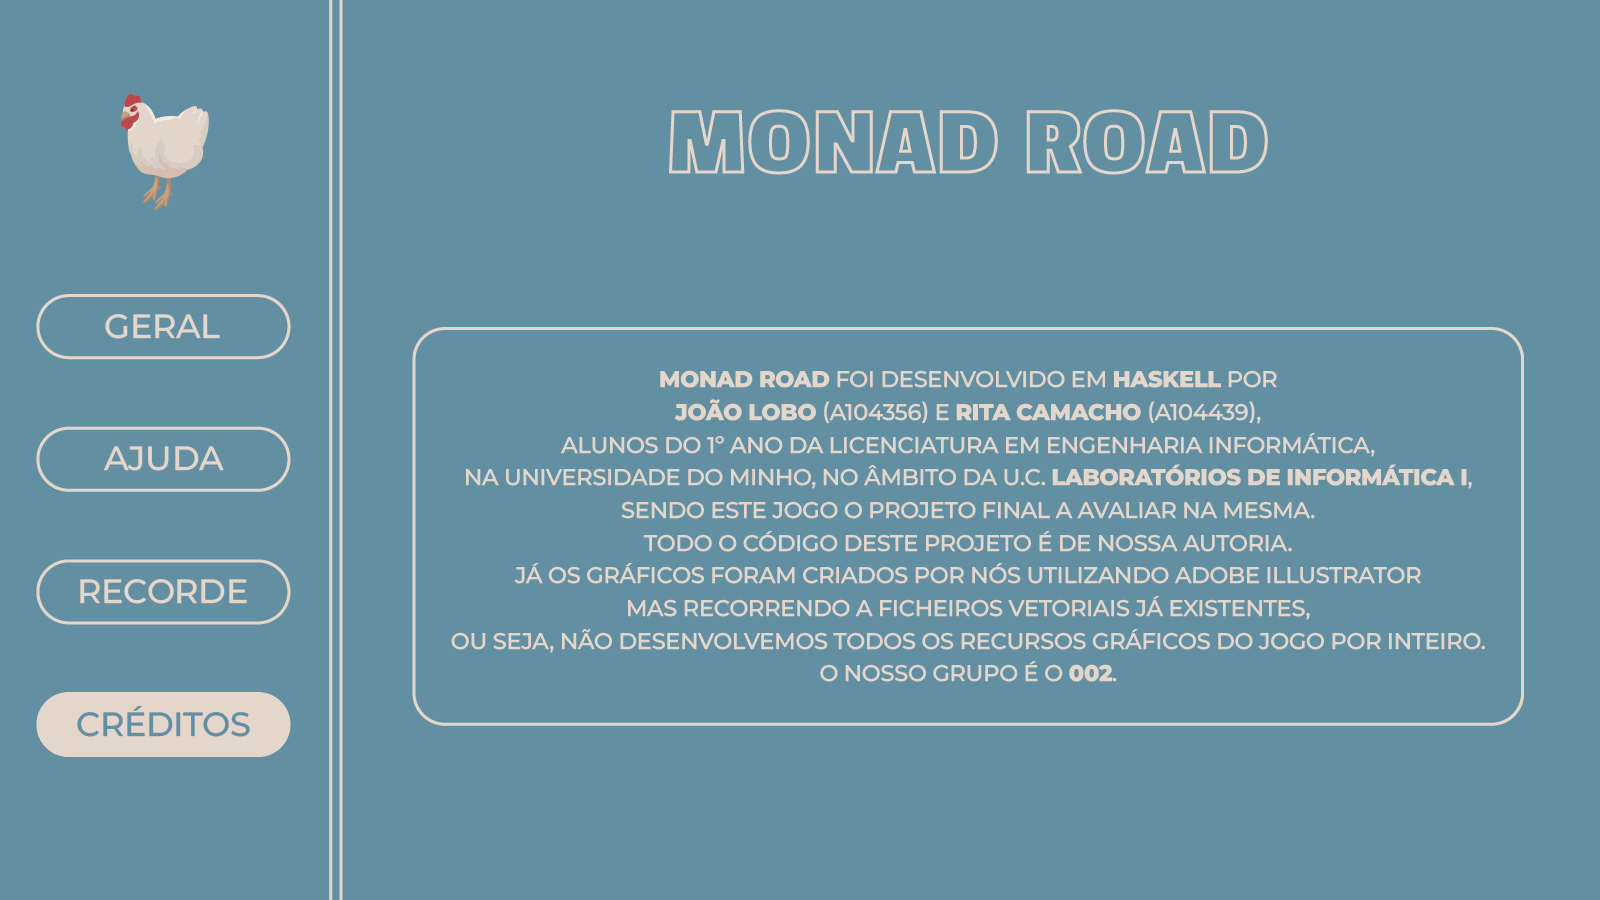 MONAD ROAD
GERAL
AJUDA
RECORDE
CRÉDITOS
MONAD ROAD FOI DESENVOLVIDO EM HASKELL POR
JOÃO LOBO (A104356) E RITA CAMACHO (A104439),
ALUNOS DO 1º ANO DA LICENCIATURA EM ENGENHARIA INFORMÁTICA,
NA UNIVERSIDADE DO MINHO, NO ÂMBITO DA U.C. LABORATÓRIOS DE INFORMÁTICA I,
SENDO ESTE JOGO O PROJETO FINAL A AVALIAR NA MESMA.
TODO O CÓDIGO DESTE PROJETO É DE NOSSA AUTORIA.
JÁ OS GRÁFICOS FORAM CRIADOS POR NÓS UTILIZANDO ADOBE ILLUSTRATOR
MAS RECORRENDO A FICHEIROS VETORIAIS JÁ EXISTENTES,
OU SEJA, NÃO DESENVOLVEMOS TODOS OS RECURSOS GRÁFICOS DO JOGO POR INTEIRO.
O NOSSO GRUPO É O 002.